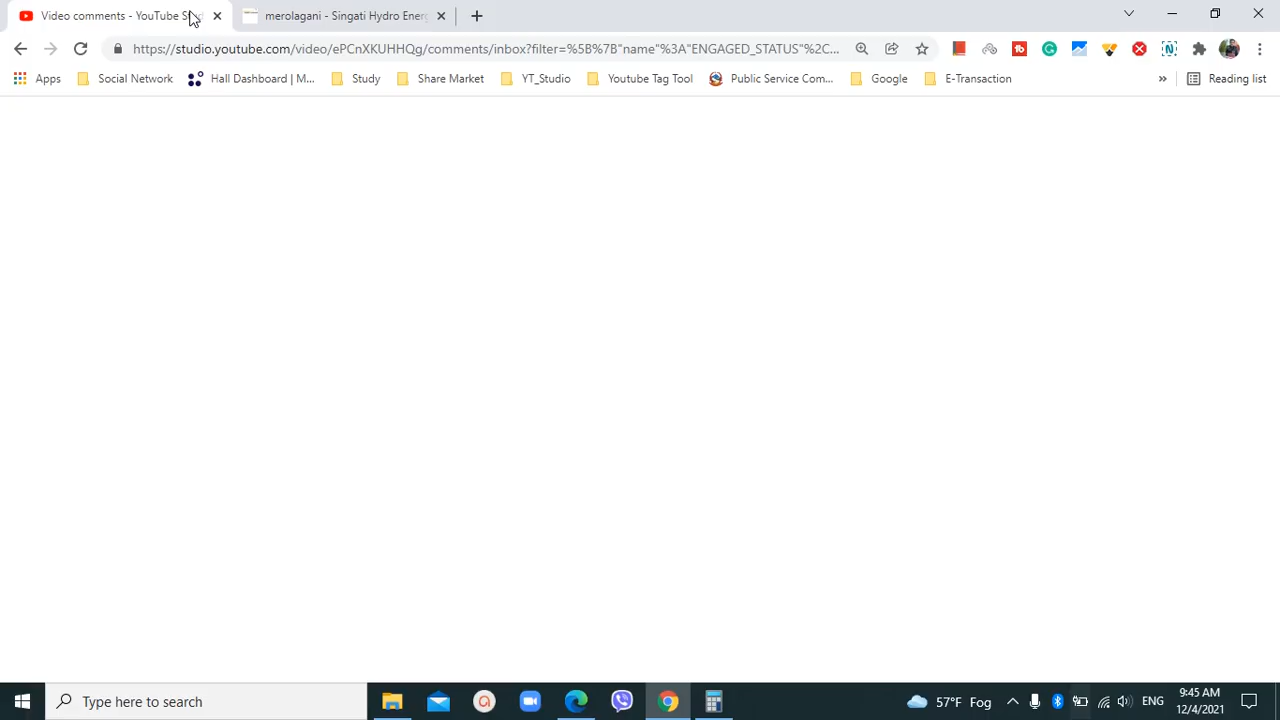 Video comments - YouTube S
merolagani - Singati Hydro Energ
https://studio.youtube.com/video/ePCnXKUHHQg/comments/inbox?filter=%5B%7B"name"%3A"ENGAGED_STATUS"%2C...
Apps
Social Network
Hall Dashboard | M...
Study
Share Market
YT_Studio
Youtube Tag Tool
Public Service Com...
Google
E-Transaction
»
Reading list
Type here to search
57°F Fog
ENG
9:45 AM
12/4/2021